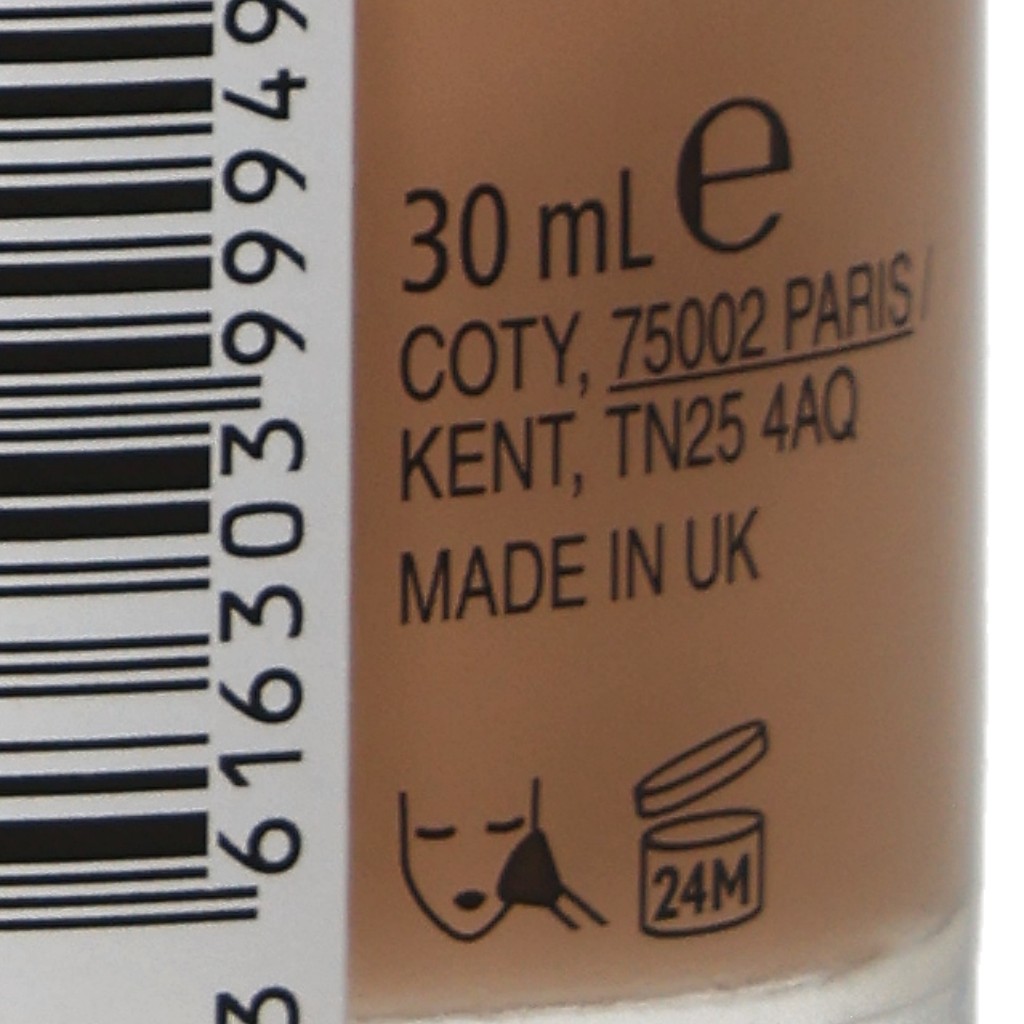 30 mL e
COTY, 75002 PARIS /
KENT, TN25 4AQ
MADE IN UK
24M
3 616303 99949